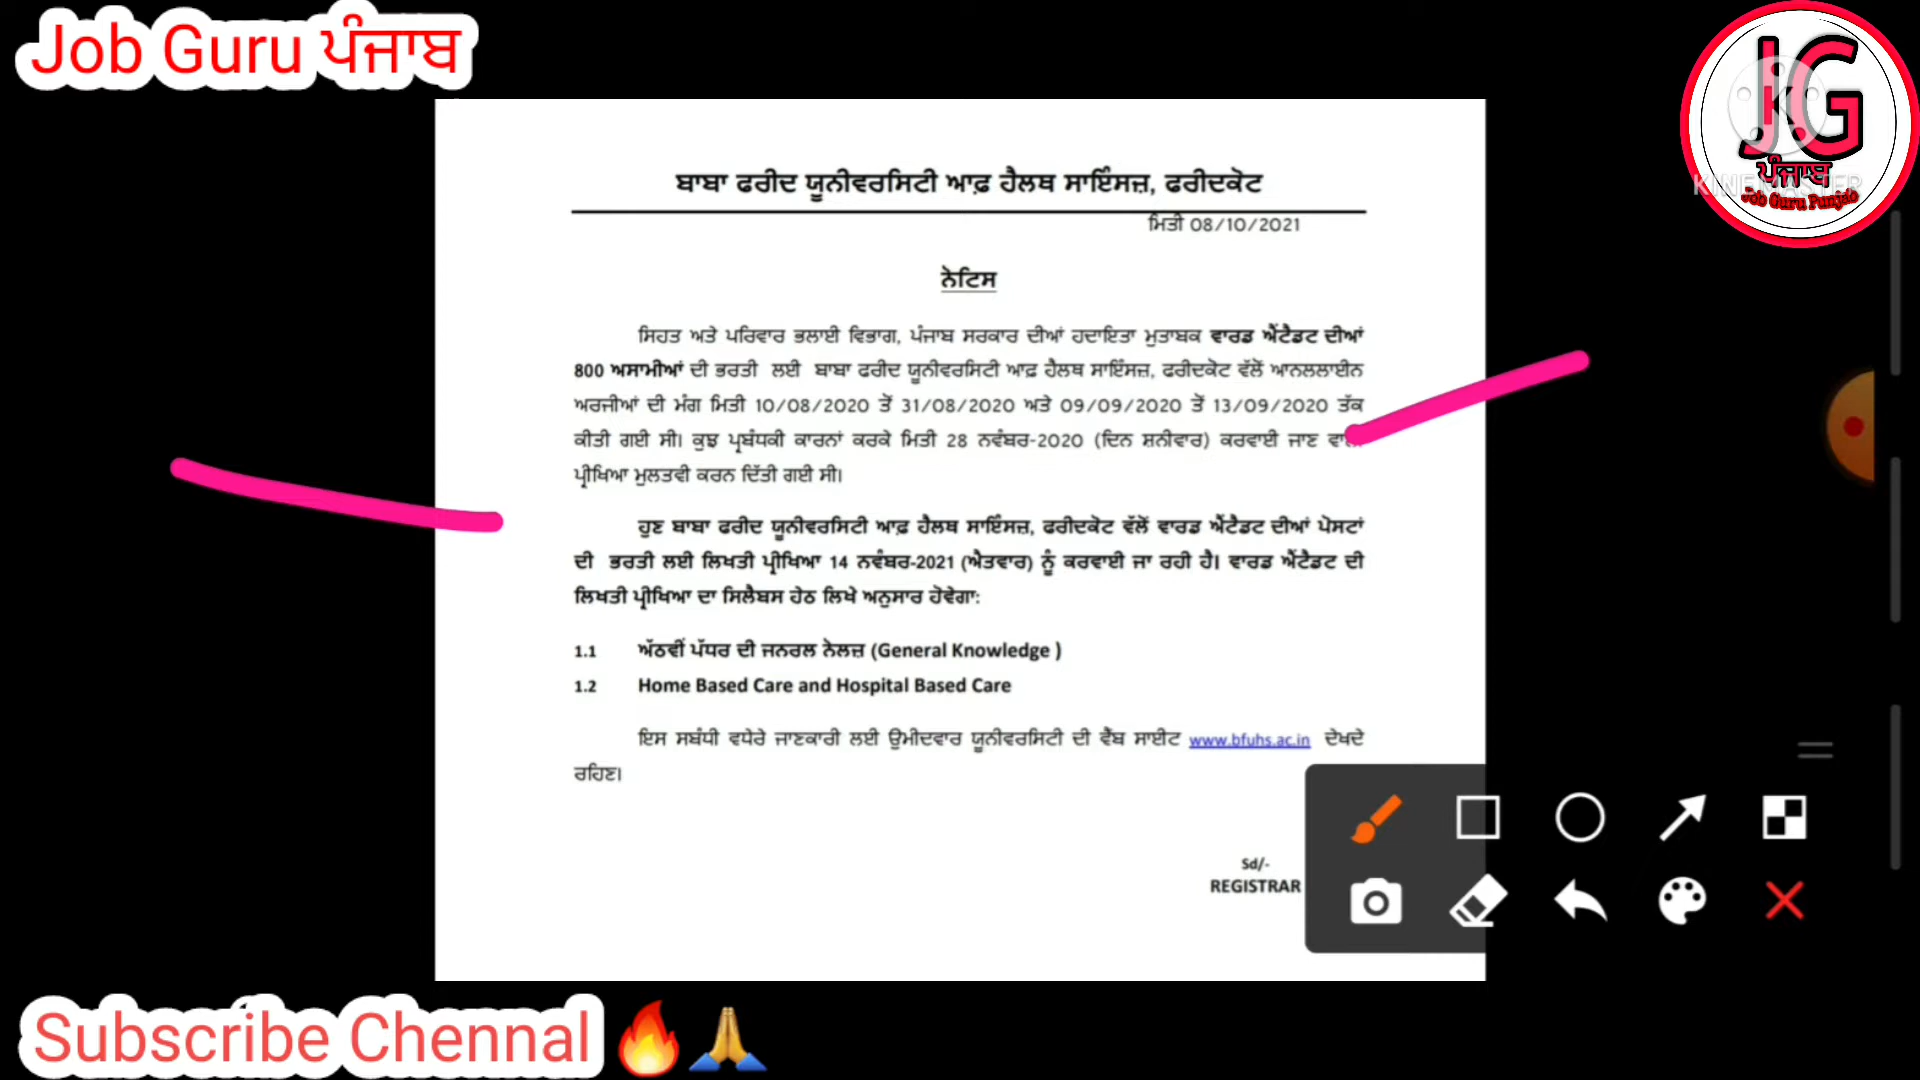 Job Guru ਪੰਜਾਬ
JKG
ਪੰਜਾਬ
KINEMASTER
Job Guru Punjab
ਬਾਬਾ ਫਰੀਦ ਯੂਨੀਵਰਸਿਟੀ ਆਫ਼ ਹੈਲਥ ਸਾਇੰਸਜ਼, ਫਰੀਦਕੋਟ
ਮਿਤੀ 08/10/2021
ਨੋਟਿਸ
ਸਿਹਤ ਅਤੇ ਪਰਿਵਾਰ ਭਲਾਈ ਵਿਭਾਗ, ਪੰਜਾਬ ਸਰਕਾਰ ਦੀਆਂ ਹਦਾਇਤਾ ਮੁਤਾਬਕ ਵਾਰਡ ਐਂਟੈਡਟ ਦੀਆਂ
800 ਅਸਾਮੀਆਂ ਦੀ ਭਰਤੀ ਲਈ ਬਾਬਾ ਫਰੀਦ ਯੂਨੀਵਰਸਿਟੀ ਆਫ਼ ਹੈਲਥ ਸਾਇੰਸਜ਼, ਫਰੀਦਕੋਟ ਵੱਲੋਂ ਆਨਲਲਾਈਨ
ਅਰਜੀਆਂ ਦੀ ਮੰਗ ਮਿਤੀ 10/08/2020 ਤੋਂ 31/08/2020 ਅਤੇ 09/09/2020 ਤੋਂ 13/09/2020 ਤੱਕ
ਕੀਤੀ ਗਈ ਸੀ। ਕੁਝ ਪ੍ਰਬੰਧਕੀ ਕਾਰਨਾਂ ਕਰਕੇ ਮਿਤੀ 28 ਨਵੰਬਰ-2020 (ਦਿਨ ਸ਼ਨੀਵਾਰ) ਕਰਵਾਈ ਜਾਣ
ਪ੍ਰੀਖਿਆ ਮੁਲਤਵੀ ਕਰਨ ਦਿੱਤੀ ਗਈ ਸੀ।
ਹੁਣ ਬਾਬਾ ਫਰੀਦ ਯੂਨੀਵਰਸਿਟੀ ਆਫ਼ ਹੈਲਥ ਸਾਇੰਸਜ਼, ਫਰੀਦਕੋਟ ਵੱਲੋਂ ਵਾਰਡ ਐਂਟੈਡਟ ਦੀਆਂ ਪੋਸਟਾਂ
ਦੀ ਭਰਤੀ ਲਈ ਲਿਖਤੀ ਪ੍ਰੀਖਿਆ 14 ਨਵੰਬਰ-2021 (ਐਤਵਾਰ) ਨੂੰ ਕਰਵਾਈ ਜਾ ਰਹੀ ਹੈ। ਵਾਰਡ ਐਂਟੈਡਟ ਦੀ
ਲਿਖਤੀ ਪ੍ਰੀਖਿਆ ਦਾ ਸਿਲੈਬਸ ਹੇਠ ਲਿਖੇ ਅਨੁਸਾਰ ਹੋਵੇਗਾ:
1.1 ਅੱਠਵੀਂ ਪੱਧਰ ਦੀ ਜਨਰਲ ਨੋਲਜ਼ (General Knowledge )
1.2 Home Based Care and Hospital Based Care
ਇਸ ਸਬੰਧੀ ਵਧੇਰੇ ਜਾਣਕਾਰੀ ਲਈ ਉਮੀਦਵਾਰ ਯੂਨੀਵਰਸਿਟੀ ਦੀ ਵੈੱਬ ਸਾਈਟ www.bfuhs.ac.in ਦੇਖਦੇ
ਰਹਿਣ।
Sd/-
REGISTRAR
Subscribe Chennal